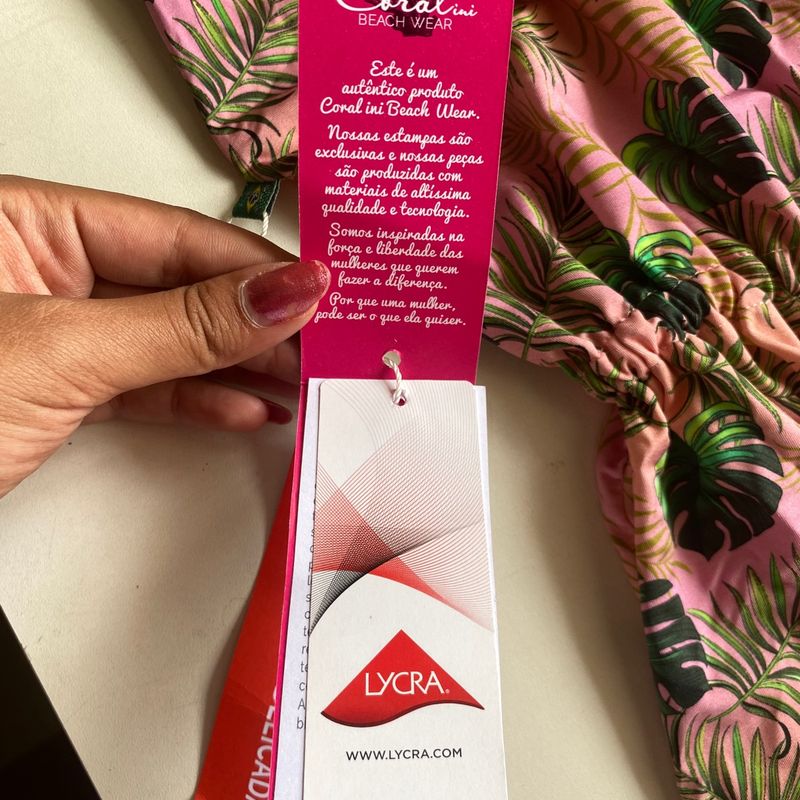 Coral ini
BEACH WEAR
Este é um
autêntico produto
Coral ini Beach Wear.
Nossas estampas são
exclusivas e nossas peças
são produzidas com
materiais de altíssima
qualidade e tecnologia.
Somos inspiradas na
força e liberdade das
mulheres que querem
fazer a diferença.
Por que uma mulher,
pode ser o que ela quiser.
LYCRA®
WWW.LYCRA.COM